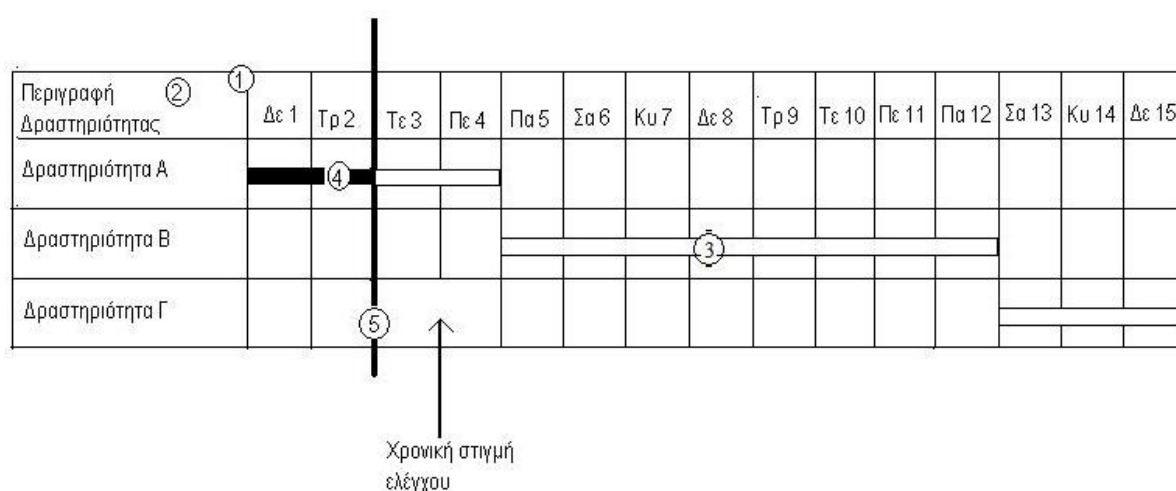 Περιγραφή ② ①
Δραστηριότητας
Δε 1 Τρ 2 Τε 3 Πε 4 Πα 5 Σα 6 Κυ 7 Δε 8 Τρ 9 Τε 10 Πε 11 Πα 12 Σα 13 Κυ 14 Δε 15
Δραστηριότητα Α ④
Δραστηριότητα Β ③
Δραστηριότητα Γ ⑤
Χρονική στιγμή
ελέγχου